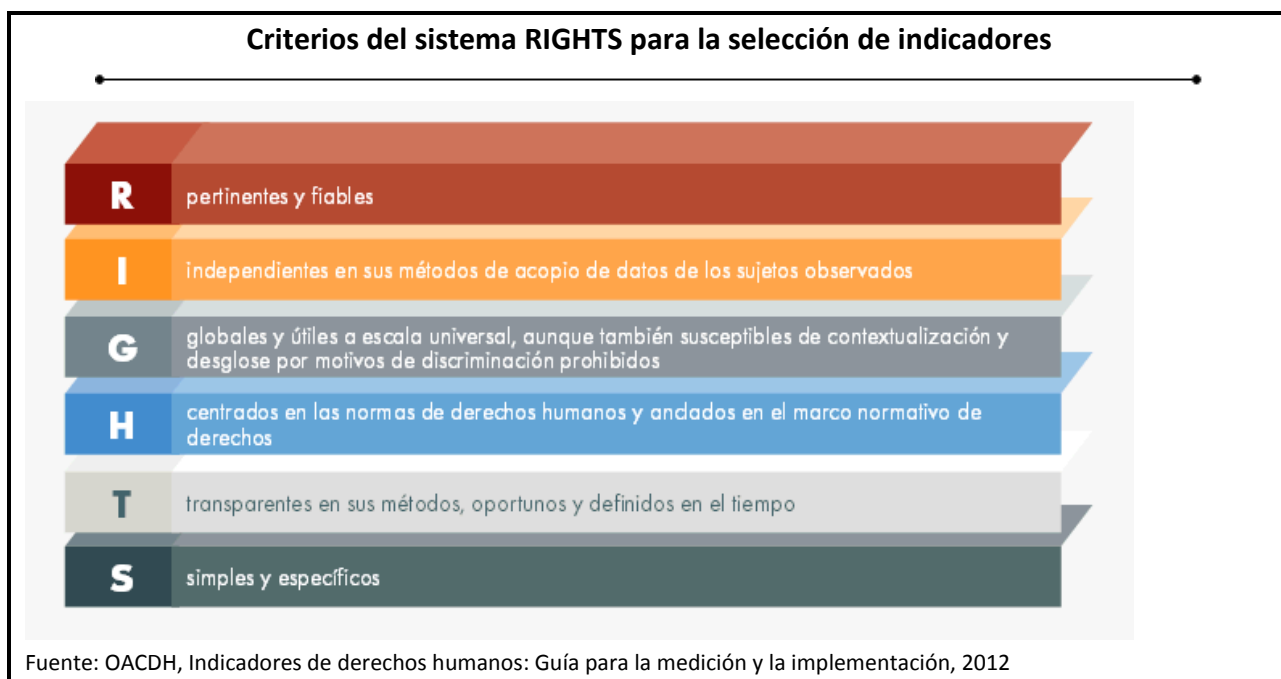 Criterios del sistema RIGHTS para la selección de indicadores
R
pertinentes y fiables
I
independientes en sus métodos de acopio de datos de los sujetos observados
G
globales y útiles a escala universal, aunque también susceptibles de contextualización y
desglose por motivos de discriminación prohibidos
H
centrados en las normas de derechos humanos y anclados en el marco normativo de
derechos
T
transparentes en sus métodos, oportunos y definidos en el tiempo
S
simples y específicos
Fuente: OACDH, Indicadores de derechos humanos: Guía para la medición y la implementación, 2012